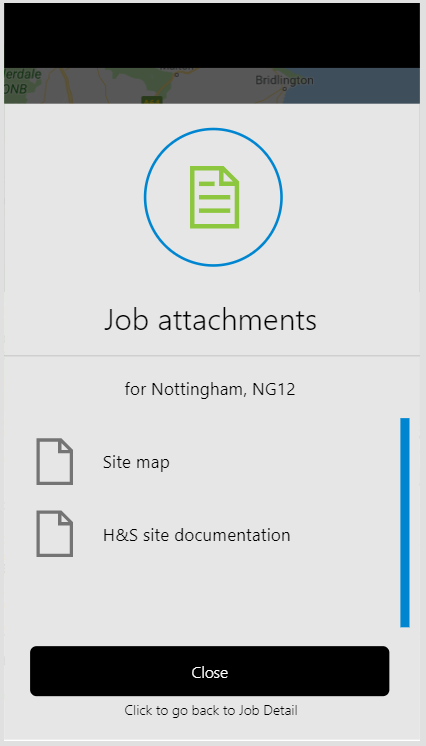 Bridlington
Job attachments
for Nottingham, NG12
Site map
H&S site documentation
Close
Click to go back to Job Detail